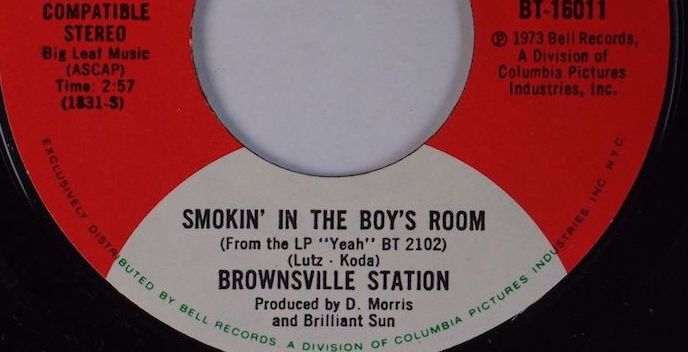 COMPATIBLE
STEREO
Big Leaf Music
(ASCAP)
Time: 2:57
(1831-S)
BT-16011
℗ 1973 Bell Records,
A Division of
Columbia Pictures
Industries, Inc.
SMOKIN' IN THE BOY'S ROOM
(From the LP "Yeah" BT 2102)
(Lutz · Koda)
BROWNSVILLE STATION
Produced by D. Morris
and Brilliant Sun
EXCLUSIVELY DISTRIBUTED BY BELL RECORDS. A DIVISION OF COLUMBIA PICTURES INDUSTRIES INC. N Y C